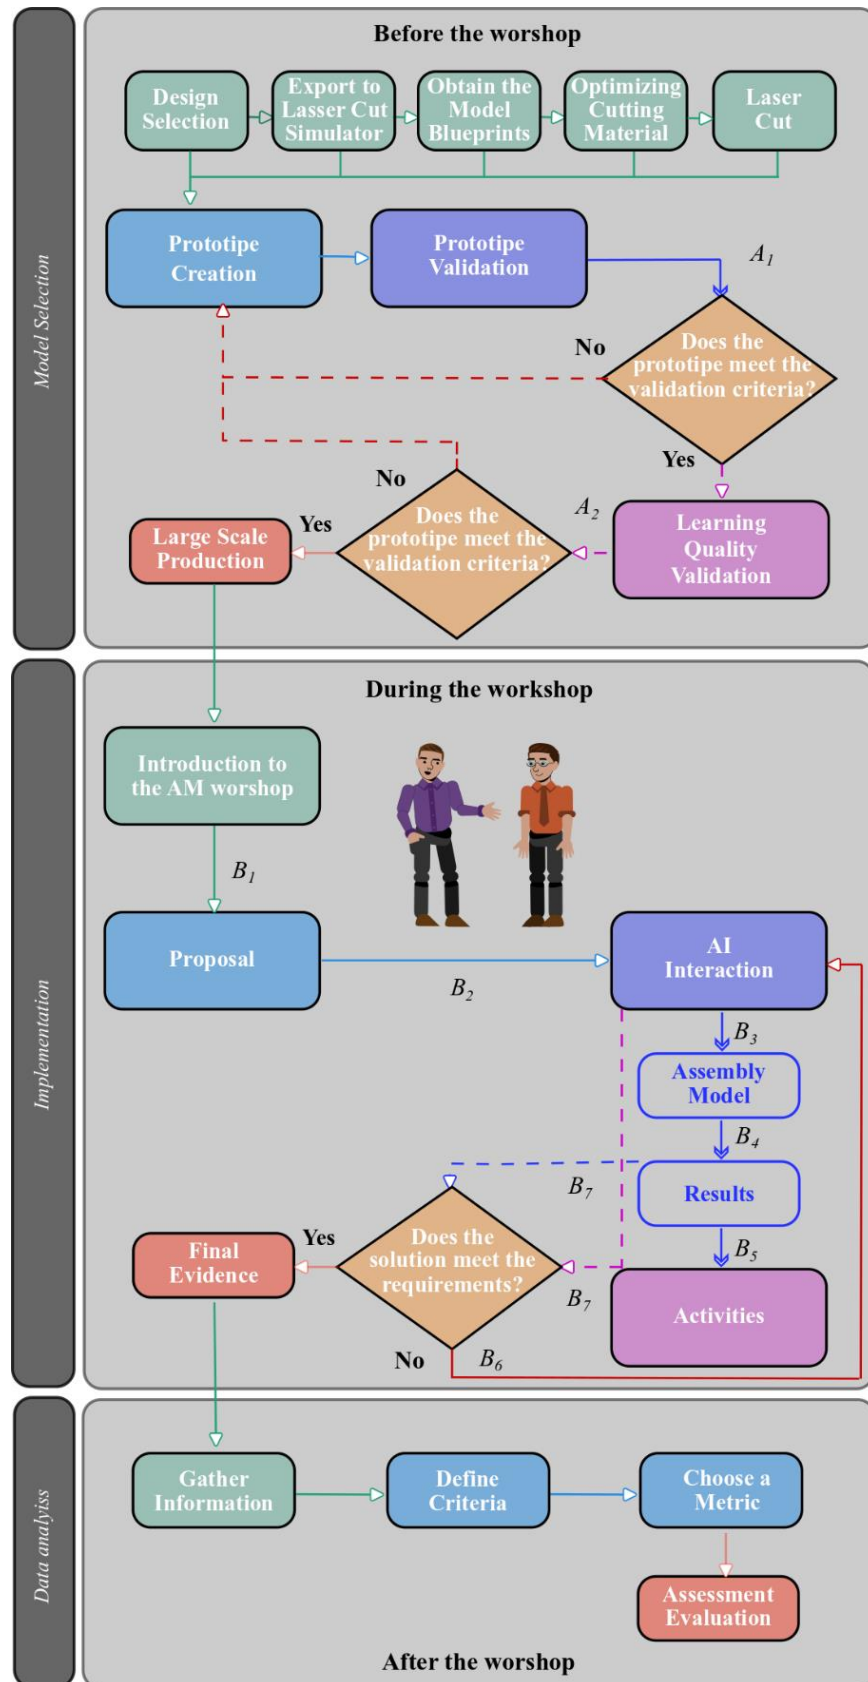 Before the worshop
Model Selection
Design
Selection
Export to
Lasser Cut
Simulator
Obtain the
Model
Blueprints
Optimizing
Cutting
Material
Laser
Cut
Prototipe
Creation
Prototipe
Validation
A1
Does the
prototipe meet the
validation criteria?
No
Yes
Learning
Quality
Validation
A2
Does the
prototipe meet the
validation criteria?
No
Yes
Large Scale
Production
During the workshop
Implementation
Introduction to
the AM worshop
B1
Proposal
B2
AI
Interaction
B3
Assembly
Model
B4
Results
B7
B5
Activities
Does the
solution meet the
requirements?
B7
Yes
Final
Evidence
No
B6
Data analyiss
Gather
Information
Define
Criteria
Choose a
Metric
Assessment
Evaluation
After the worshop